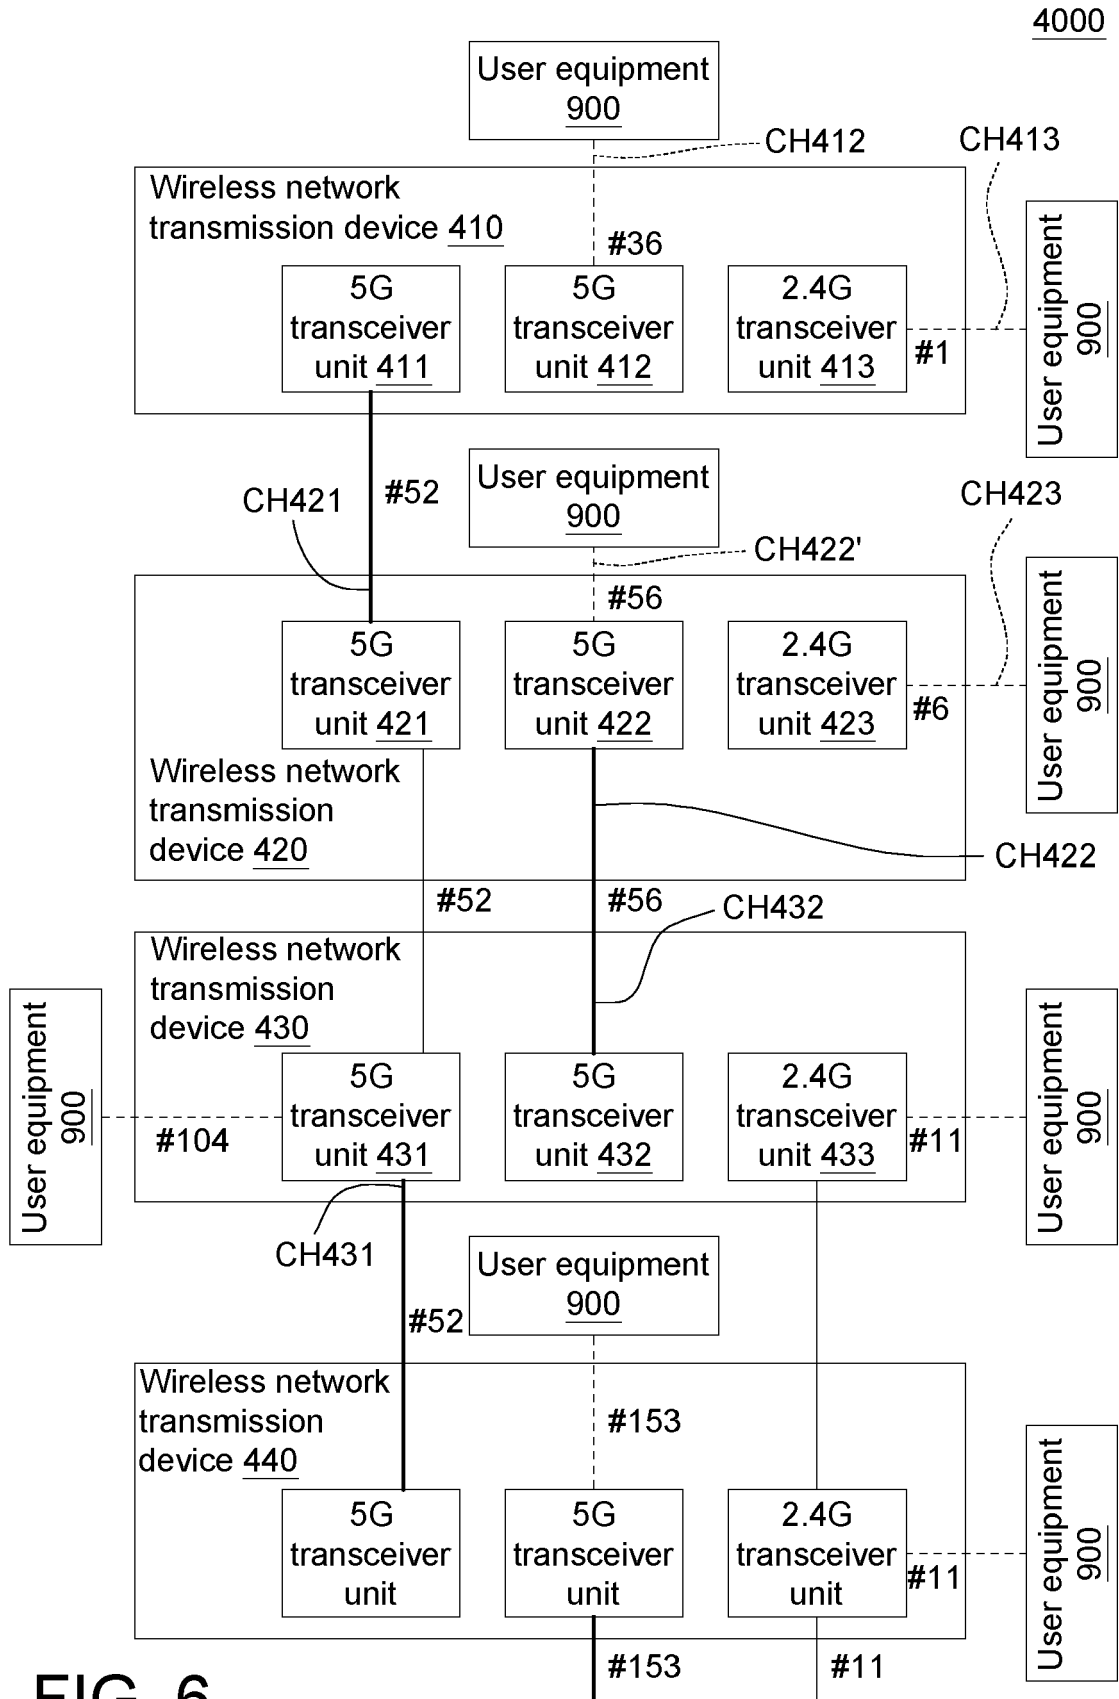 4000
User equipment
900
CH412
CH413
Wireless network
transmission device 410
#36
5G
transceiver
unit 411
5G
transceiver
unit 412
2.4G
transceiver
unit 413
#1
User equipment
900
CH421
#52
User equipment
900
CH423
CH422'
#56
5G
transceiver
unit 421
5G
transceiver
unit 422
2.4G
transceiver
unit 423
#6
User equipment
900
Wireless network
transmission
device 420
CH422
#52
#56
CH432
Wireless network
transmission
device 430
User equipment
900
#104
5G
transceiver
unit 431
5G
transceiver
unit 432
2.4G
transceiver
unit 433
#11
User equipment
900
CH431
User equipment
900
#52
Wireless network
transmission
device 440
#153
5G
transceiver
unit
5G
transceiver
unit
2.4G
transceiver
unit
#11
User equipment
900
#153
#11
FIG. 6